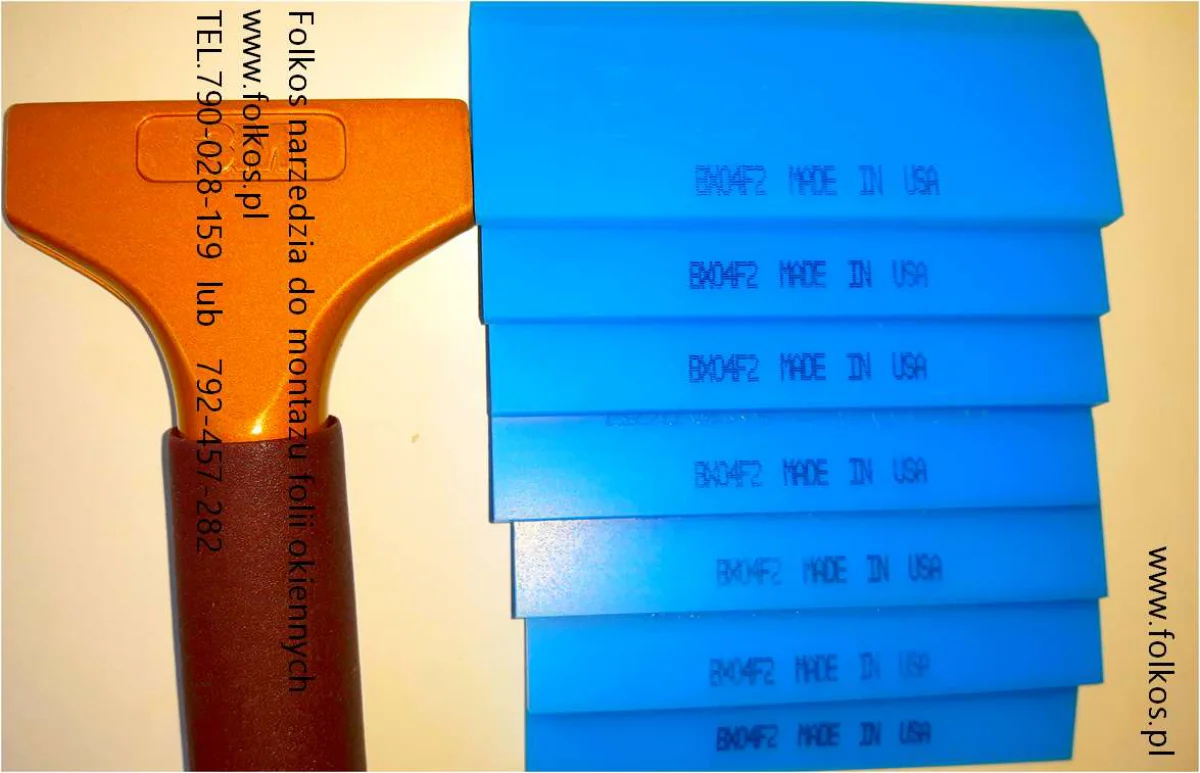 Folkos narzedzia do montazu folii okiennych
www.folkos.pl
TEL.790-028-159 lub 792-457-282
BX04F2 MADE IN USA
BX04F2 MADE IN USA
BX04F2 MADE IN USA
BX04F2 MADE IN USA
BX04F2 MADE IN USA
BX04F2 MADE IN USA
BX04F2 MADE IN USA
www.folkos.pl